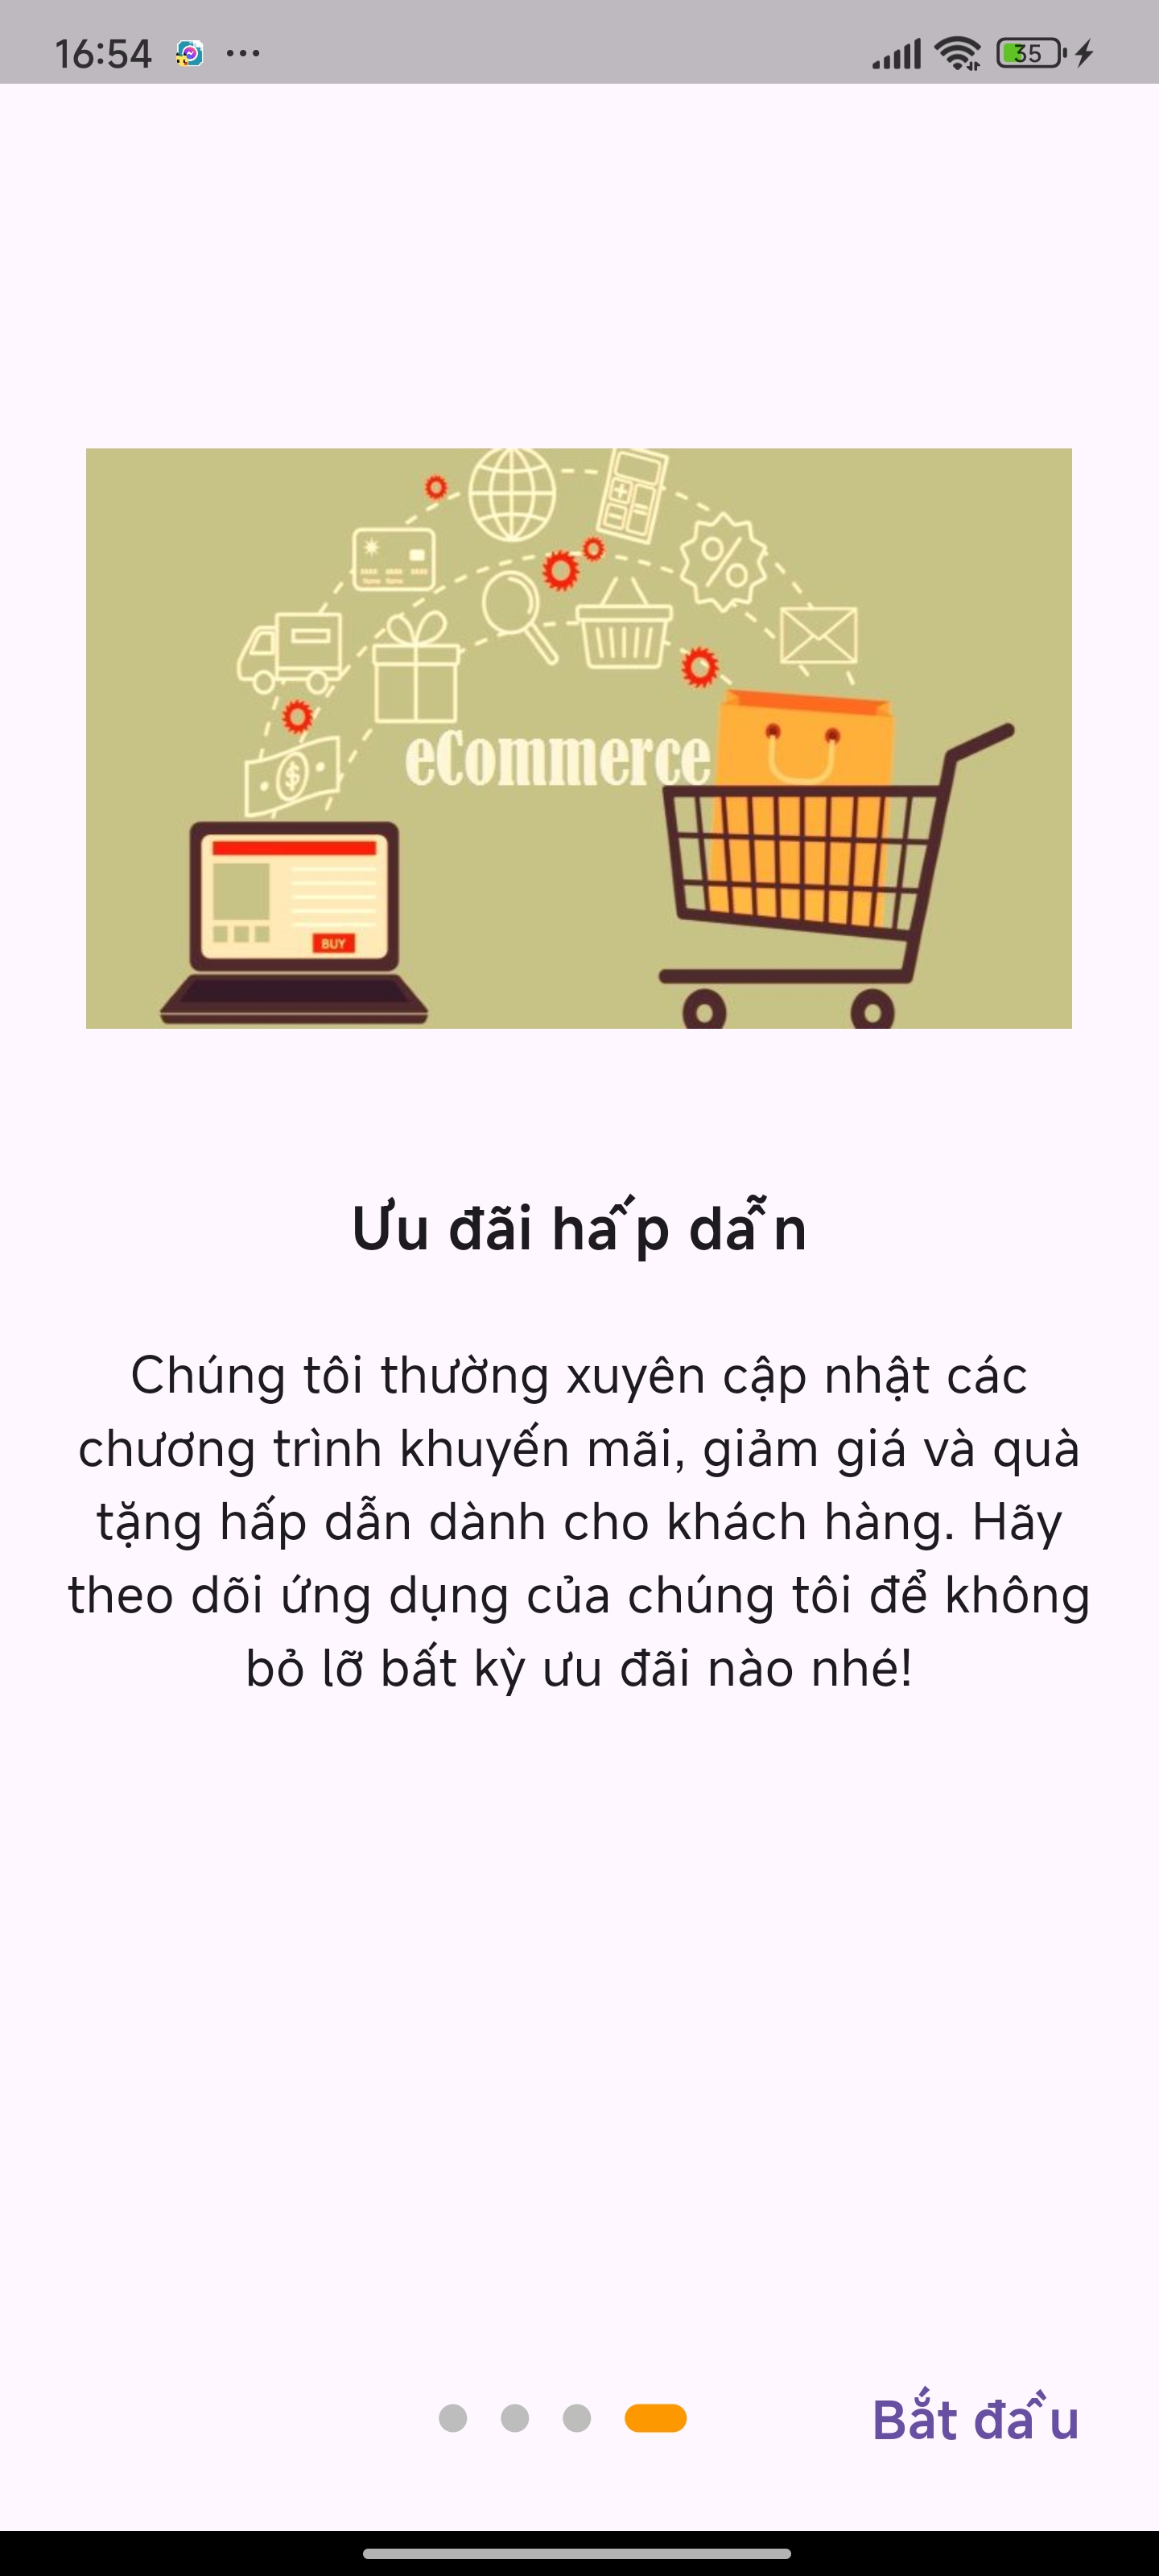 16:54
35
eCommerce
BUY
Ưu đãi hấp dẫn
Chúng tôi thường xuyên cập nhật các
chương trình khuyến mãi, giảm giá và quà
tặng hấp dẫn dành cho khách hàng. Hãy
theo dõi ứng dụng của chúng tôi để không
bỏ lỡ bất kỳ ưu đãi nào nhé!
Bắt đầu